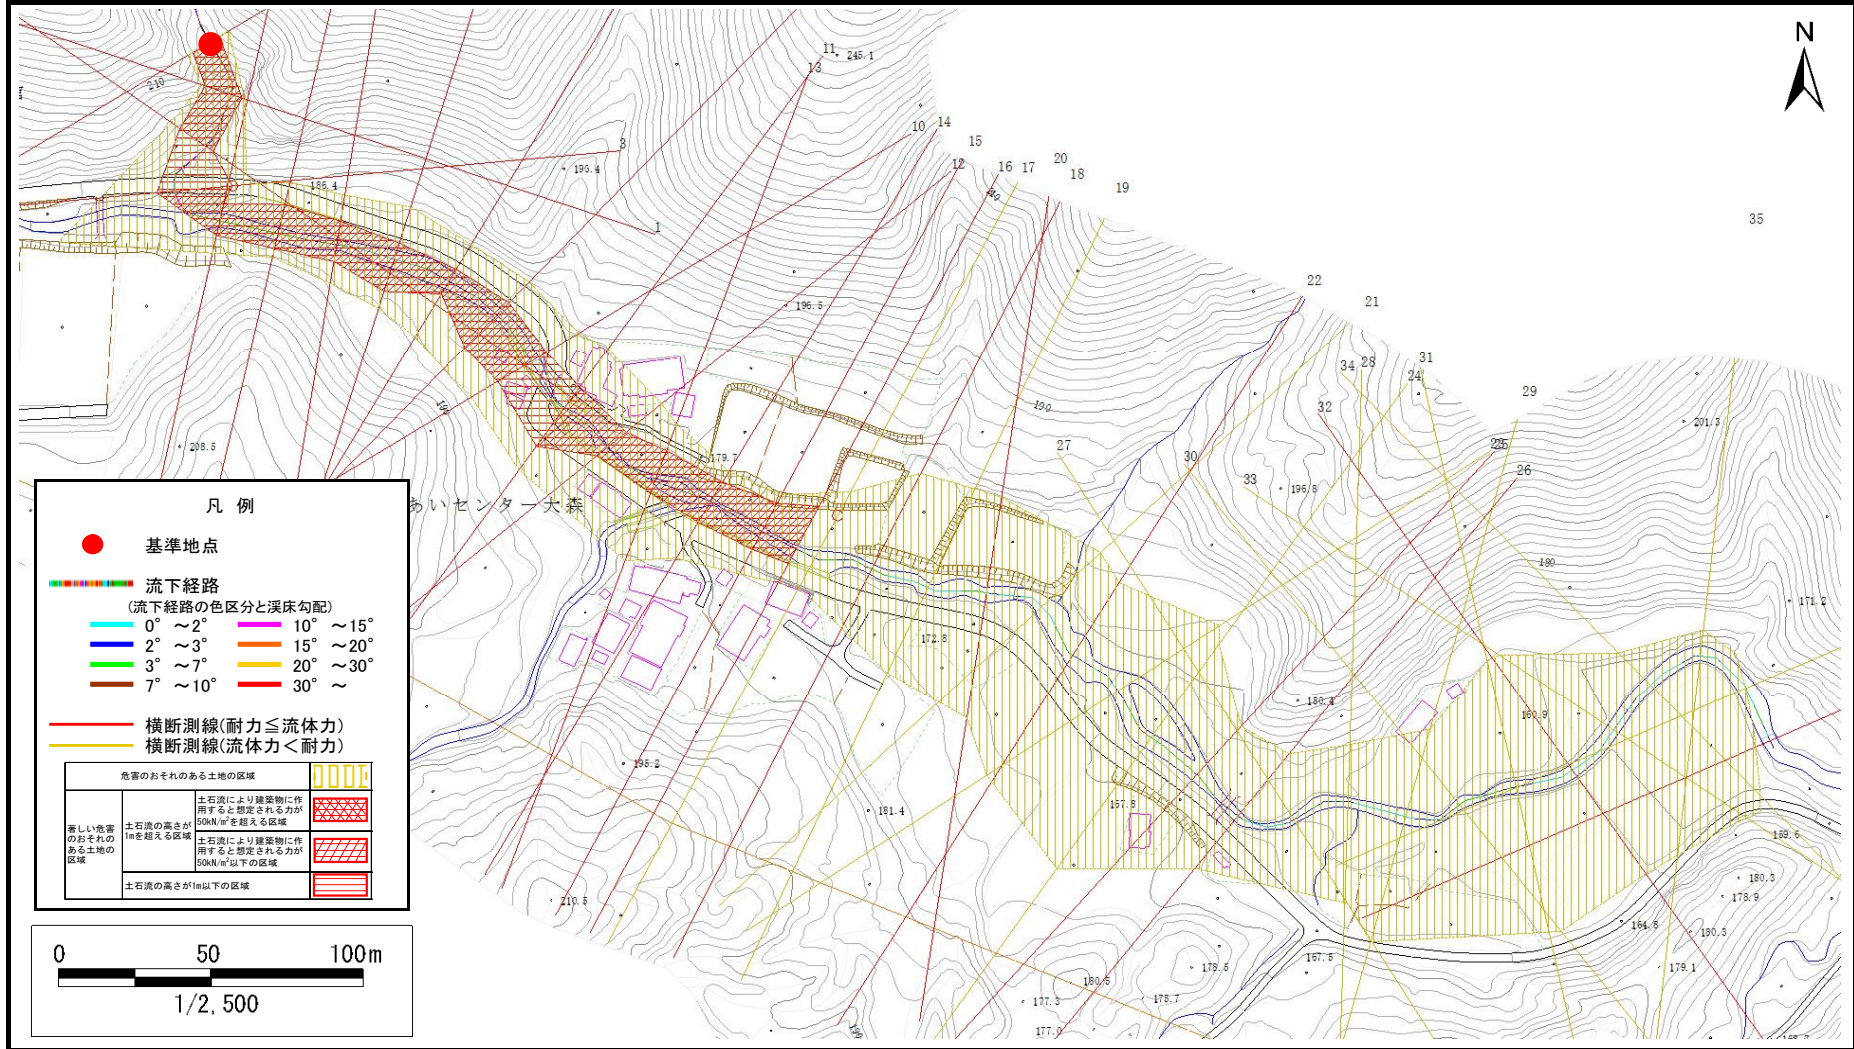 N
11
245.1
13
210
10
14
3
15
196.4
12
16
17
20
18
19
186.4
1
35
196.5
22
21
34
28
31
24
29
190
32
27
201.3
208.5
179.7
30
26
33
196.8
あいセンター大森
180
171.2
172.8
180.4
195.2
181.4
157.8
159.6
210.5
180.3
178.9
164.8
180.3
167.5
178.5
179.1
180.5
177.3
178.7
177.0
凡 例
基準地点
流下経路
(流下経路の色区分と渓床勾配)
0° ~2° 10° ~15°
2° ~3° 15° ~20°
3° ~7° 20° ~30°
7° ~10° 30° ~
横断測線(耐力≦流体力)
横断測線(流体力<耐力)
危害のおそれのある土地の区域
著しい危害
のおそれの
ある土地の
区域
土石流の高さが
1mを超える区域
土石流により建築物に作
用すると想定される力が
50kN/m²を超える区域
土石流により建築物に作
用すると想定される力が
50kN/m²以下の区域
土石流の高さが1m以下の区域
0 50 100m
1/2,500